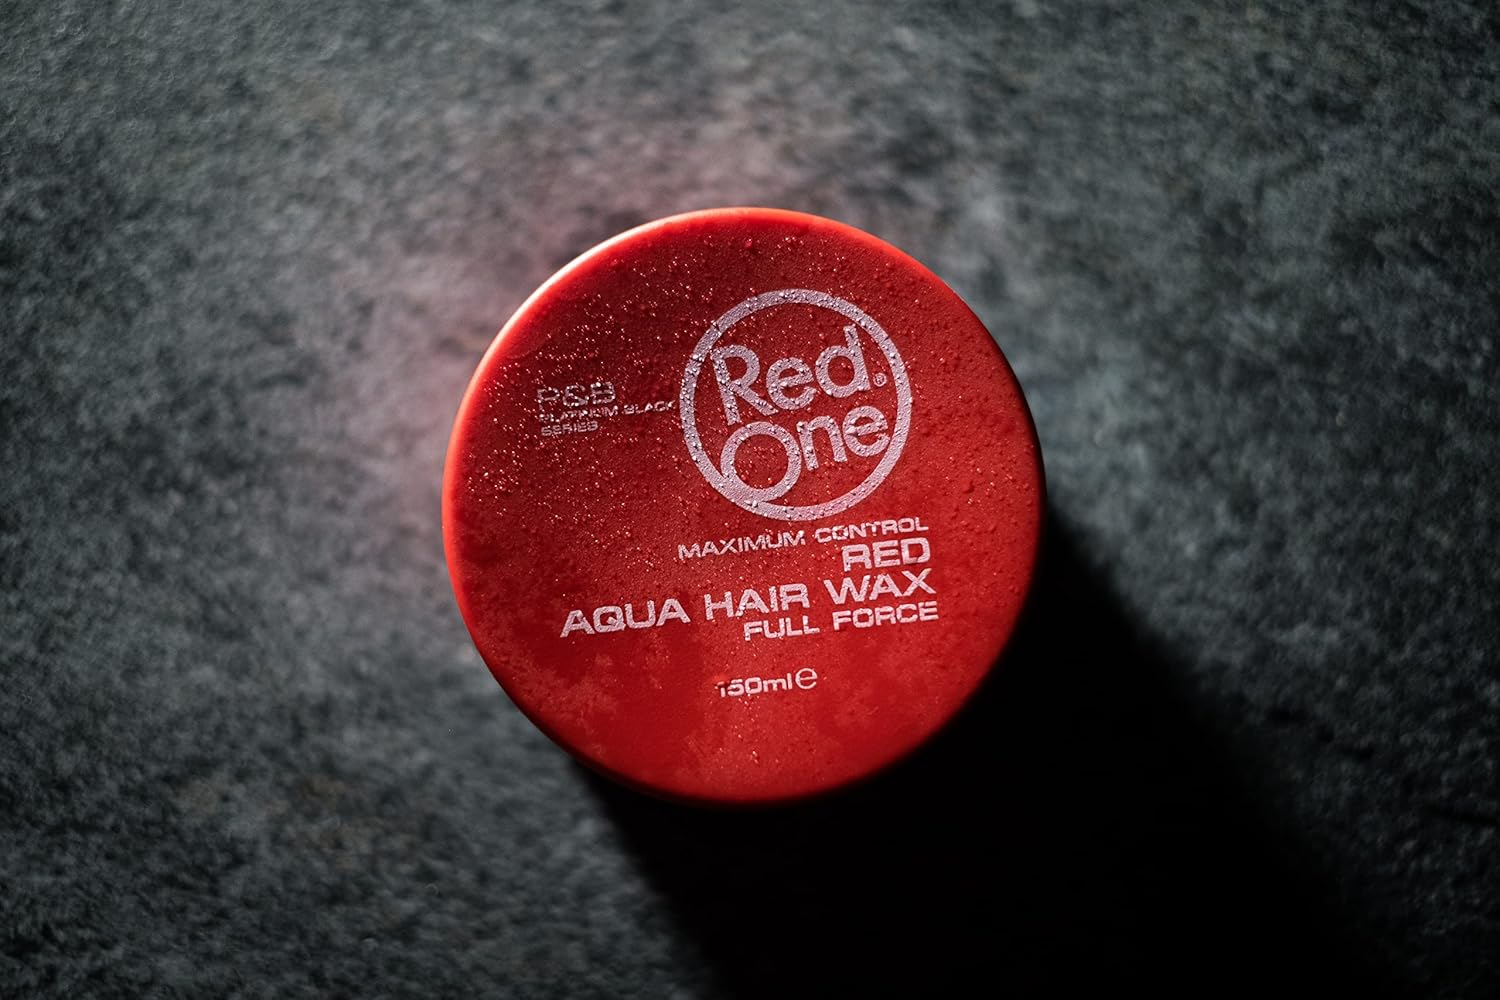 Red®
One
P&B
PLATINUM BLACK
SERIES
MAXIMUM CONTROL
RED
AQUA HAIR WAX
FULL FORCE
150ml℮